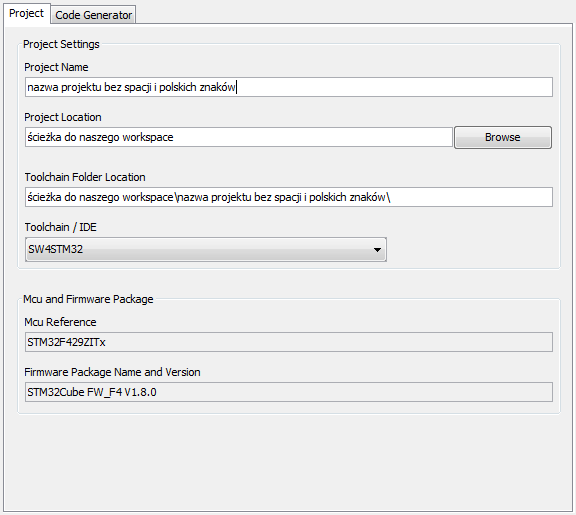 Project Code Generator
Project Settings
Project Name
nazwa projektu bez spacji i polskich znaków
Project Location
ścieżka do naszego workspace Browse
Toolchain Folder Location
ścieżka do naszego workspace\nazwa projektu bez spacji i polskich znaków\
Toolchain / IDE
SW4STM32
Mcu and Firmware Package
Mcu Reference
STM32F429ZITx
Firmware Package Name and Version
STM32Cube FW_F4 V1.8.0